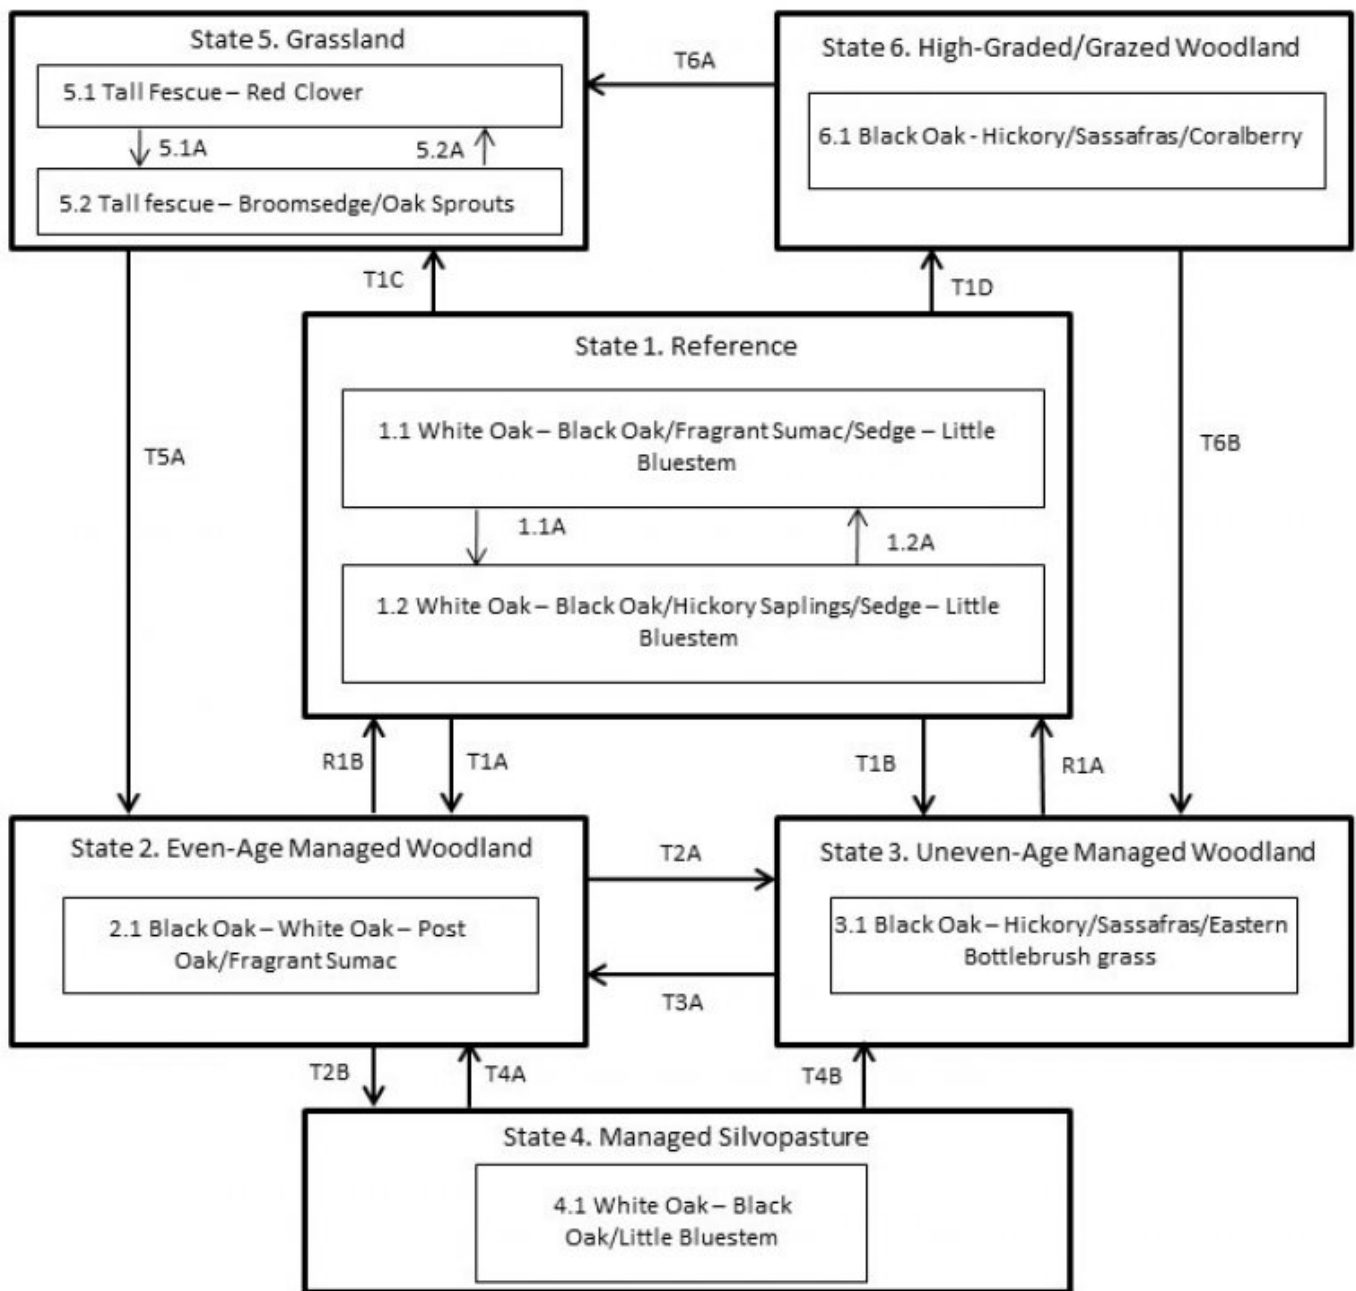 State 5. Grassland
5.1 Tall Fescue – Red Clover
5.1A
5.2A
5.2 Tall fescue – Broomsedge/Oak Sprouts
T6A
State 6. High-Graded/Grazed Woodland
6.1 Black Oak - Hickory/Sassafras/Coralberry
T1C
T1D
State 1. Reference
1.1 White Oak – Black Oak/Fragrant Sumac/Sedge – Little
Bluestem
1.1A
1.2A
1.2 White Oak – Black Oak/Hickory Saplings/Sedge – Little
Bluestem
T5A
T6B
R1B
T1A
T1B
R1A
State 2. Even-Age Managed Woodland
2.1 Black Oak – White Oak – Post
Oak/Fragrant Sumac
T2A
T3A
State 3. Uneven-Age Managed Woodland
3.1 Black Oak – Hickory/Sassafras/Eastern
Bottlebrush grass
T2B
T4A
T4B
State 4. Managed Silvopasture
4.1 White Oak – Black
Oak/Little Bluestem